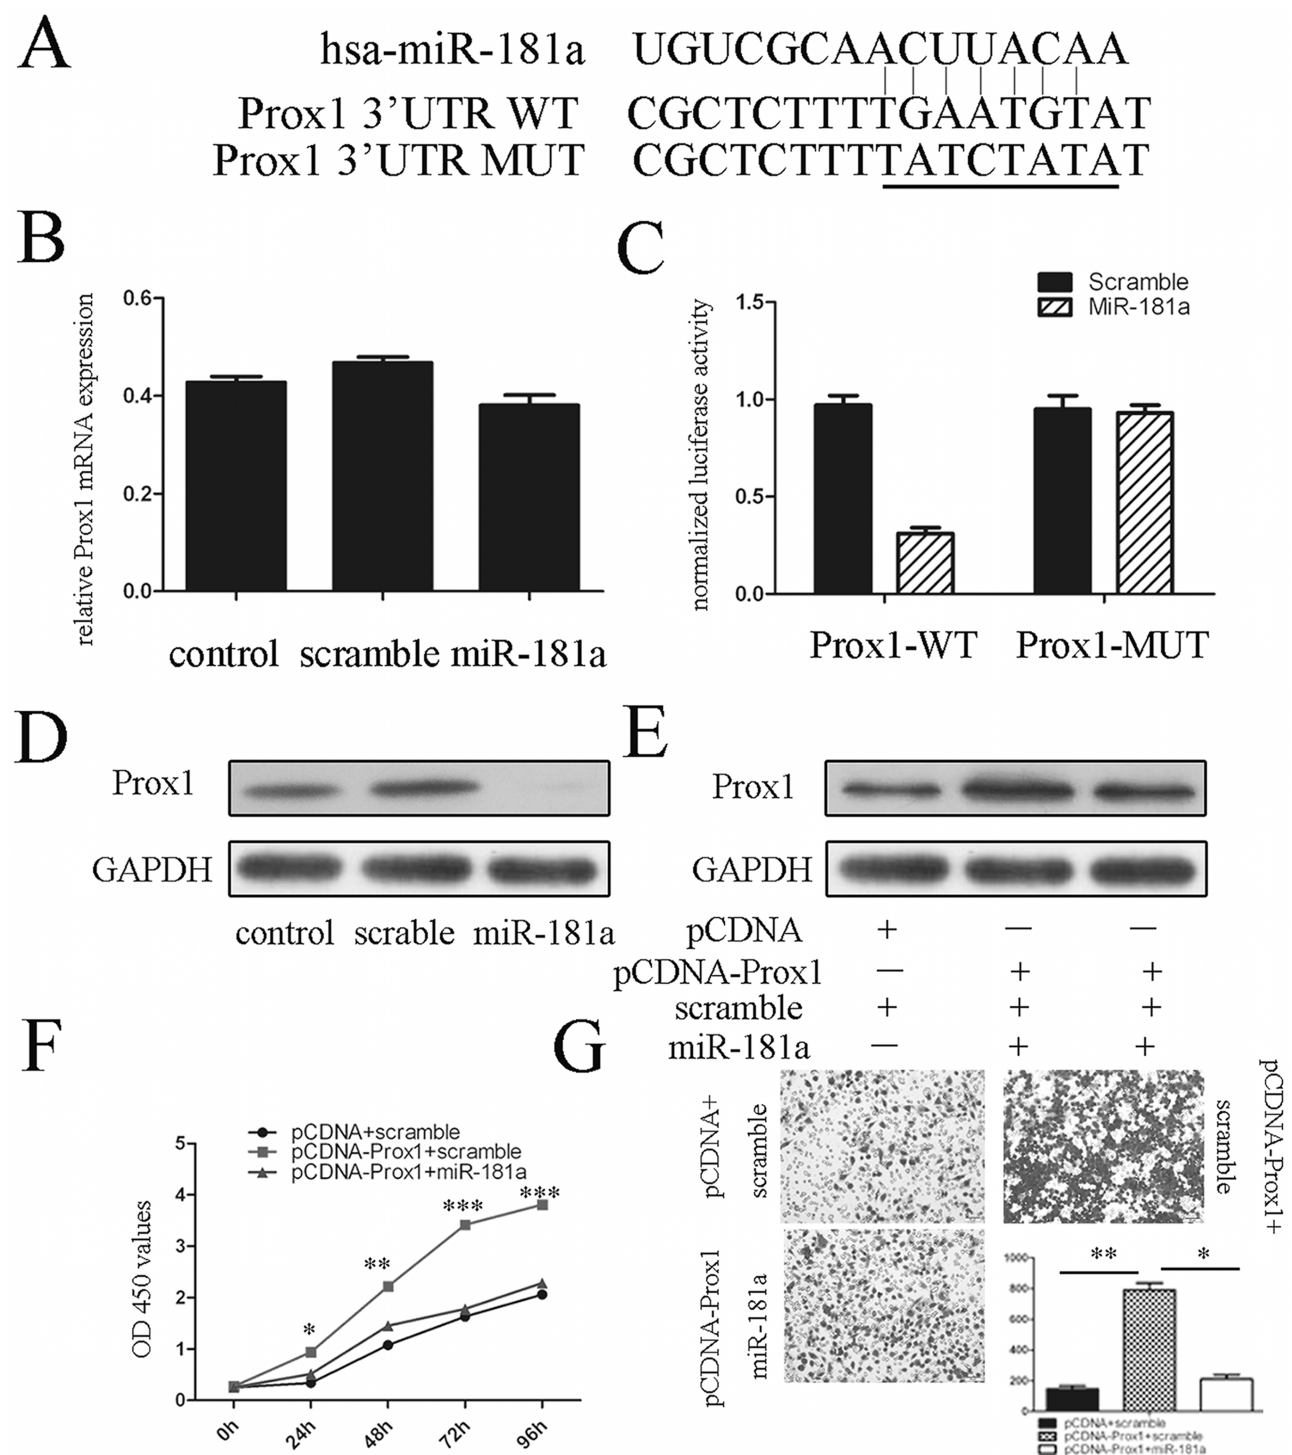 A
hsa-miR-181a UGUCGCAACUUACAA
Prox1 3’UTR WT CGCTCTTTTGAATGTAT
Prox1 3’UTR MUT CGCTCTTTTATCTATAT
B
relative Prox1 mRNA expression
0.6
0.4
0.2
0.0
control scramble miR-181a
C
normalized luciferase activity
1.5
1.0
0.5
0.0
Scramble
MiR-181a
Prox1-WT Prox1-MUT
D
Prox1
GAPDH
control scrable miR-181a
E
Prox1
GAPDH
pCDNA + — —
pCDNA-Prox1 — + +
scramble + + +
miR-181a — + +
F
OD 450 values
5
4
3
2
1
0
pCDNA+scramble
pCDNA-Prox1+scramble
pCDNA-Prox1+miR-181a
*
**
***
***
0h 24h 48h 72h 96h
G
pCDNA+
scramble
pCDNA-Prox1+
scramble
pCDNA-Prox1
miR-181a
1000
800
600
400
200
0
** *
pCDNA+scramble
pCDNA-Prox1+scramble
pCDNA-Prox1+miR-181a